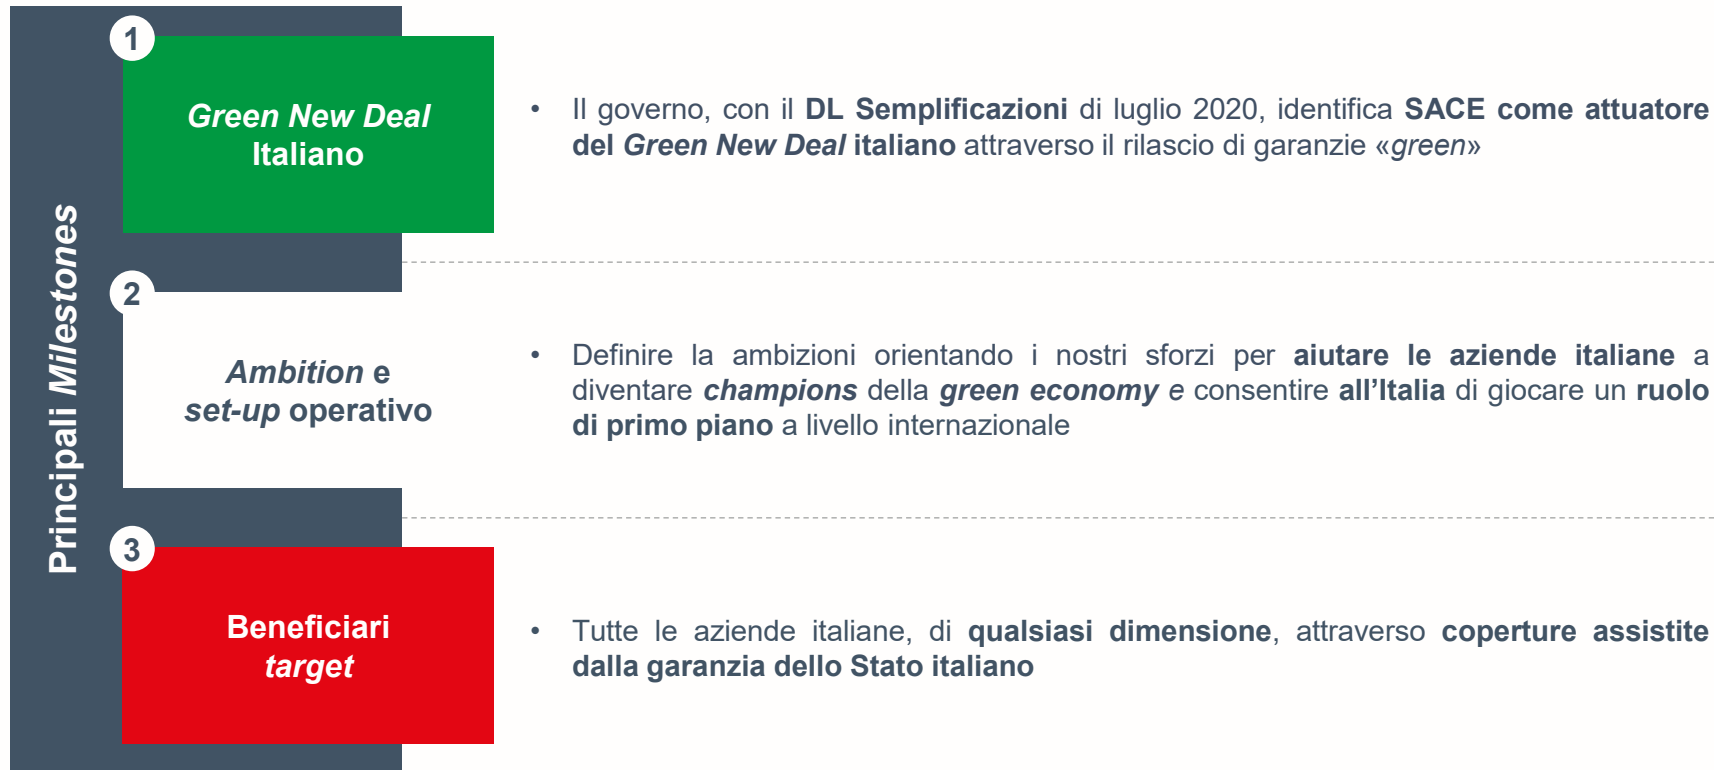 Principali Milestones
1
Green New Deal
Italiano
• Il governo, con il DL Semplificazioni di luglio 2020, identifica SACE come attuatore
del Green New Deal italiano attraverso il rilascio di garanzie «green»
2
Ambition e
set-up operativo
• Definire la ambizioni orientando i nostri sforzi per aiutare le aziende italiane a
diventare champions della green economy e consentire all’Italia di giocare un ruolo
di primo piano a livello internazionale
3
Beneficiari
target
• Tutte le aziende italiane, di qualsiasi dimensione, attraverso coperture assistite
dalla garanzia dello Stato italiano